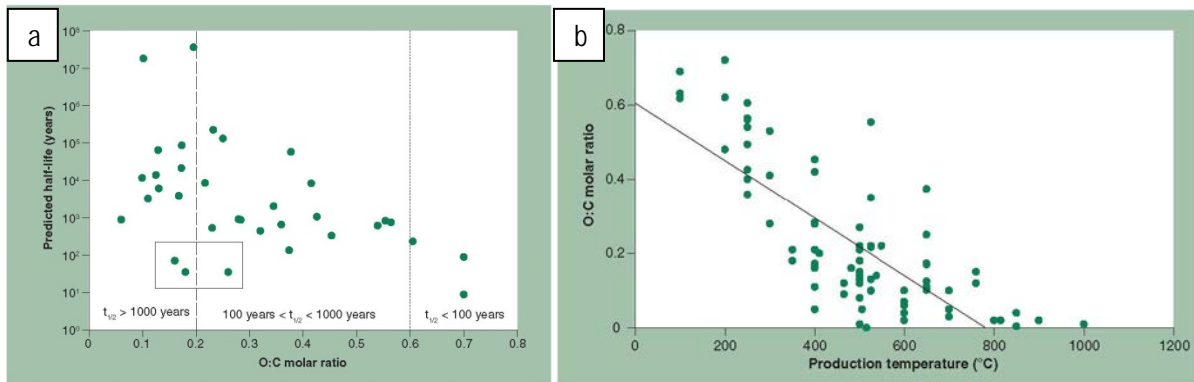 a
Predicted half-life (years)
10⁸
10⁷
10⁶
10⁵
10⁴
10³
10²
10¹
10⁰
t1/2 > 1000 years
100 years < t1/2 < 1000 years
t1/2 < 100 years
0 0.1 0.2 0.3 0.4 0.5 0.6 0.7 0.8
O:C molar ratio
b
O:C molar ratio
0.8
0.6
0.4
0.2
0
0 200 400 600 800 1000 1200
Production temperature (°C)